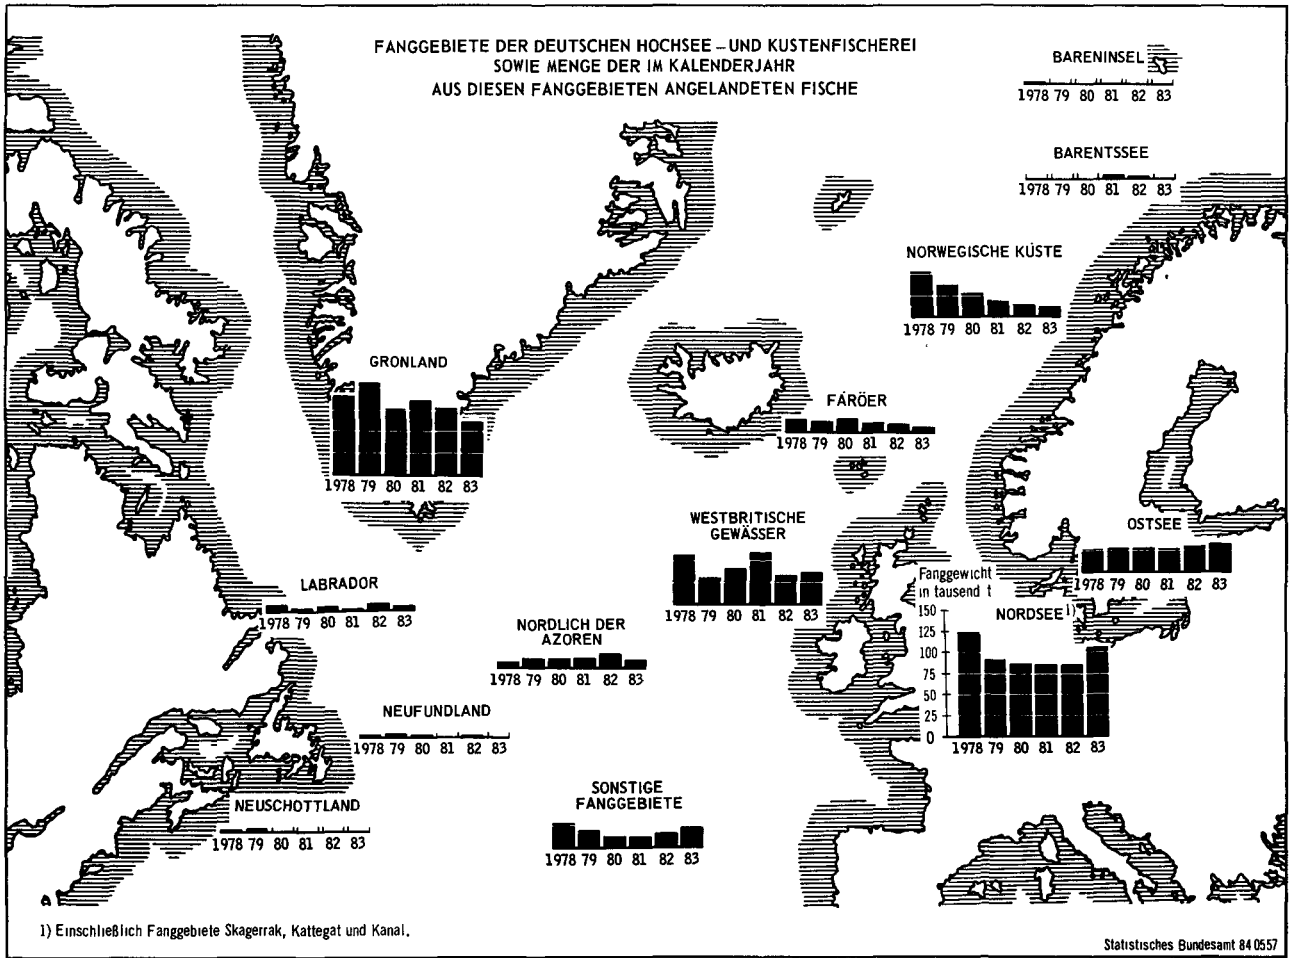 FANGGEBIETE DER DEUTSCHEN HOCHSEE – UND KUSTENFISCHEREI
SOWIE MENGE DER IM KALENDERJAHR
AUS DIESEN FANGGEBIETEN ANGELANDETEN FISCHE
BARENINSEL
1978 79 80 81 82 83
BARENTSSEE
1978 79 80 81 82 83
NORWEGISCHE KÜSTE
1978 79 80 81 82 83
GRONLAND
1978 79 80 81 82 83
FÄRÖER
1978 79 80 81 82 83
WESTBRITISCHE
GEWÄSSER
1978 79 80 81 82 83
OSTSEE
1978 79 80 81 82 83
LABRADOR
1978 79 80 81 82 83
Fanggewicht
in tausend t
NORDSEE 1)
150
125
100
75
50
25
0
1978 79 80 81 82 83
NORDLICH DER
AZOREN
1978 79 80 81 82 83
NEUFUNDLAND
1978 79 80 81 82 83
SONSTIGE
FANGGEBIETE
1978 79 80 81 82 83
NEUSCHOTTLAND
1978 79 80 81 82 83
1) Einschließlich Fanggebiete Skagerrak, Kattegat und Kanal.
Statistisches Bundesamt 84 0557